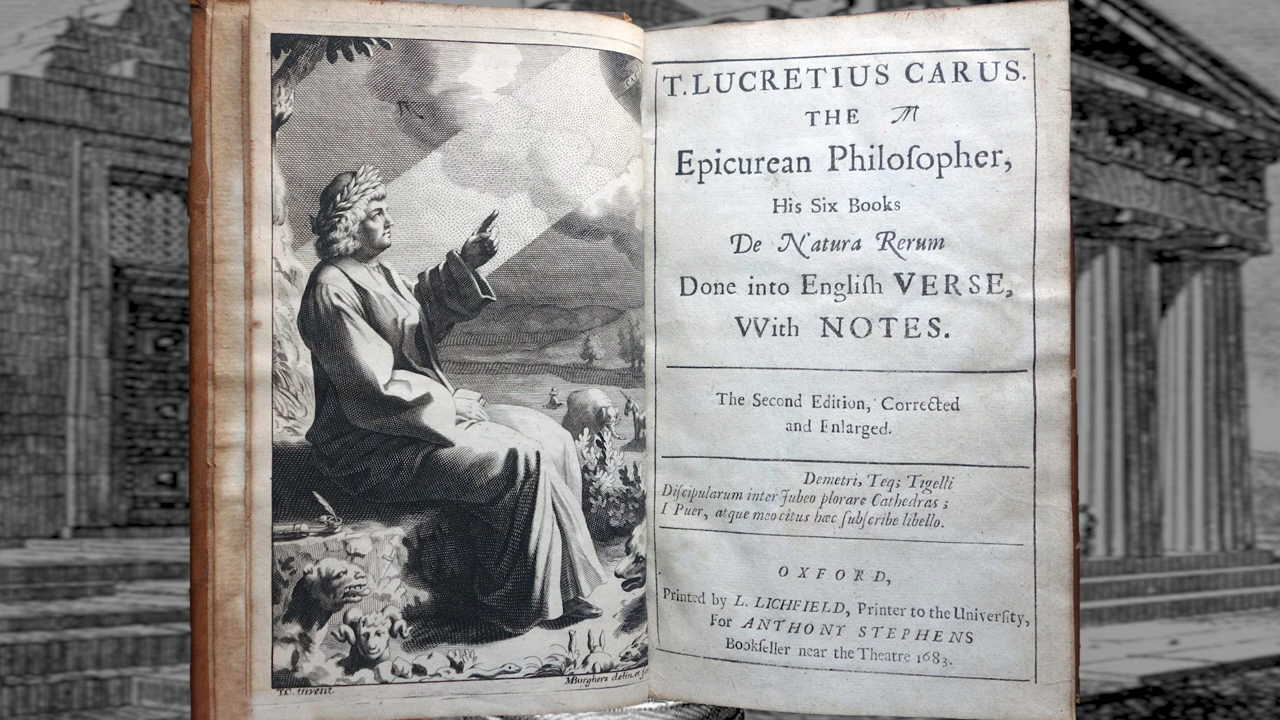 T. LUCRETIUS CARUS.
THE
Epicurean Philoſopher,
His Six Books
De Natura Rerum
Done into Engliſh VERSE,
VVith NOTES.
The Second Edition, Corrected
and Enlarged.
Demetri, Teq; Tigelli
Diſcipularum inter Jubeo plorare Cathedras ;
I Puer, atque meo citus hæc ſubſcribe libello.
OXFORD,
Printed by L. LICHFIELD, Printer to the Univerſity,
For ANTHONY STEPHENS
Bookſeller near the Theatre 1683.
T.C. invent.
MBurghers delin. et